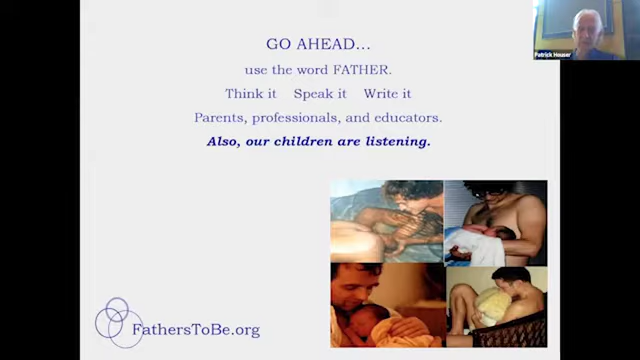 GO AHEAD...
use the word FATHER.
Think it Speak it Write it
Parents, professionals, and educators.
Also, our children are listening.
FathersToBe.org
Patrick Houser